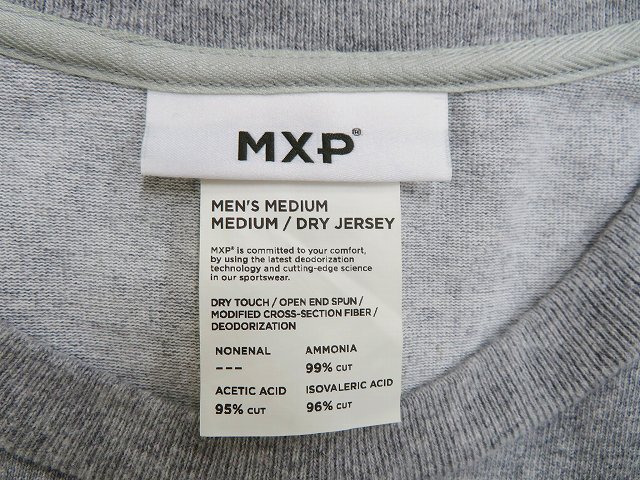 MXP®
MEN'S MEDIUM
MEDIUM / DRY JERSEY
MXP® is committed to your comfort,
by using the latest deodorization
technology and cutting-edge science
in our sportswear.
DRY TOUCH / OPEN END SPUN /
MODIFIED CROSS-SECTION FIBER /
DEODORIZATION
NONENAL AMMONIA
--- 99% CUT
ACETIC ACID ISOVALERIC ACID
95% CUT 96% CUT